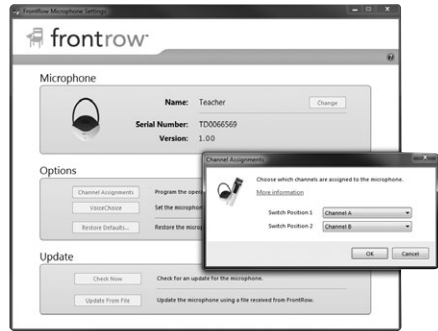 FrontRow Microphone Settings
frontrow
Microphone
Name: Teacher
Change
Serial Number: TD0066569
Version: 1.00
Options
Channel Assignments
Program the oper
VoiceChoice
Set the microphon
Restore Defaults...
Restore the micro
Update
Check Now
Check for an update for the microphone.
Update From File
Update the microphone using a file received from FrontRow.
Channel Assignments
Choose which channels are assigned to the microphone.
More information
Switch Position 1
Channel A
Switch Position 2
Channel B
OK
Cancel